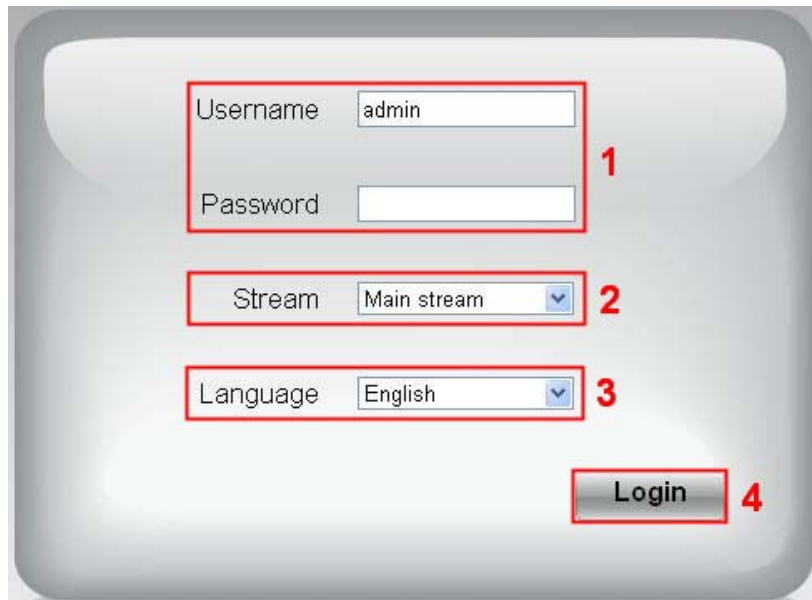 Username admin
1
Password
Stream Main stream 2
Language English 3
Login 4